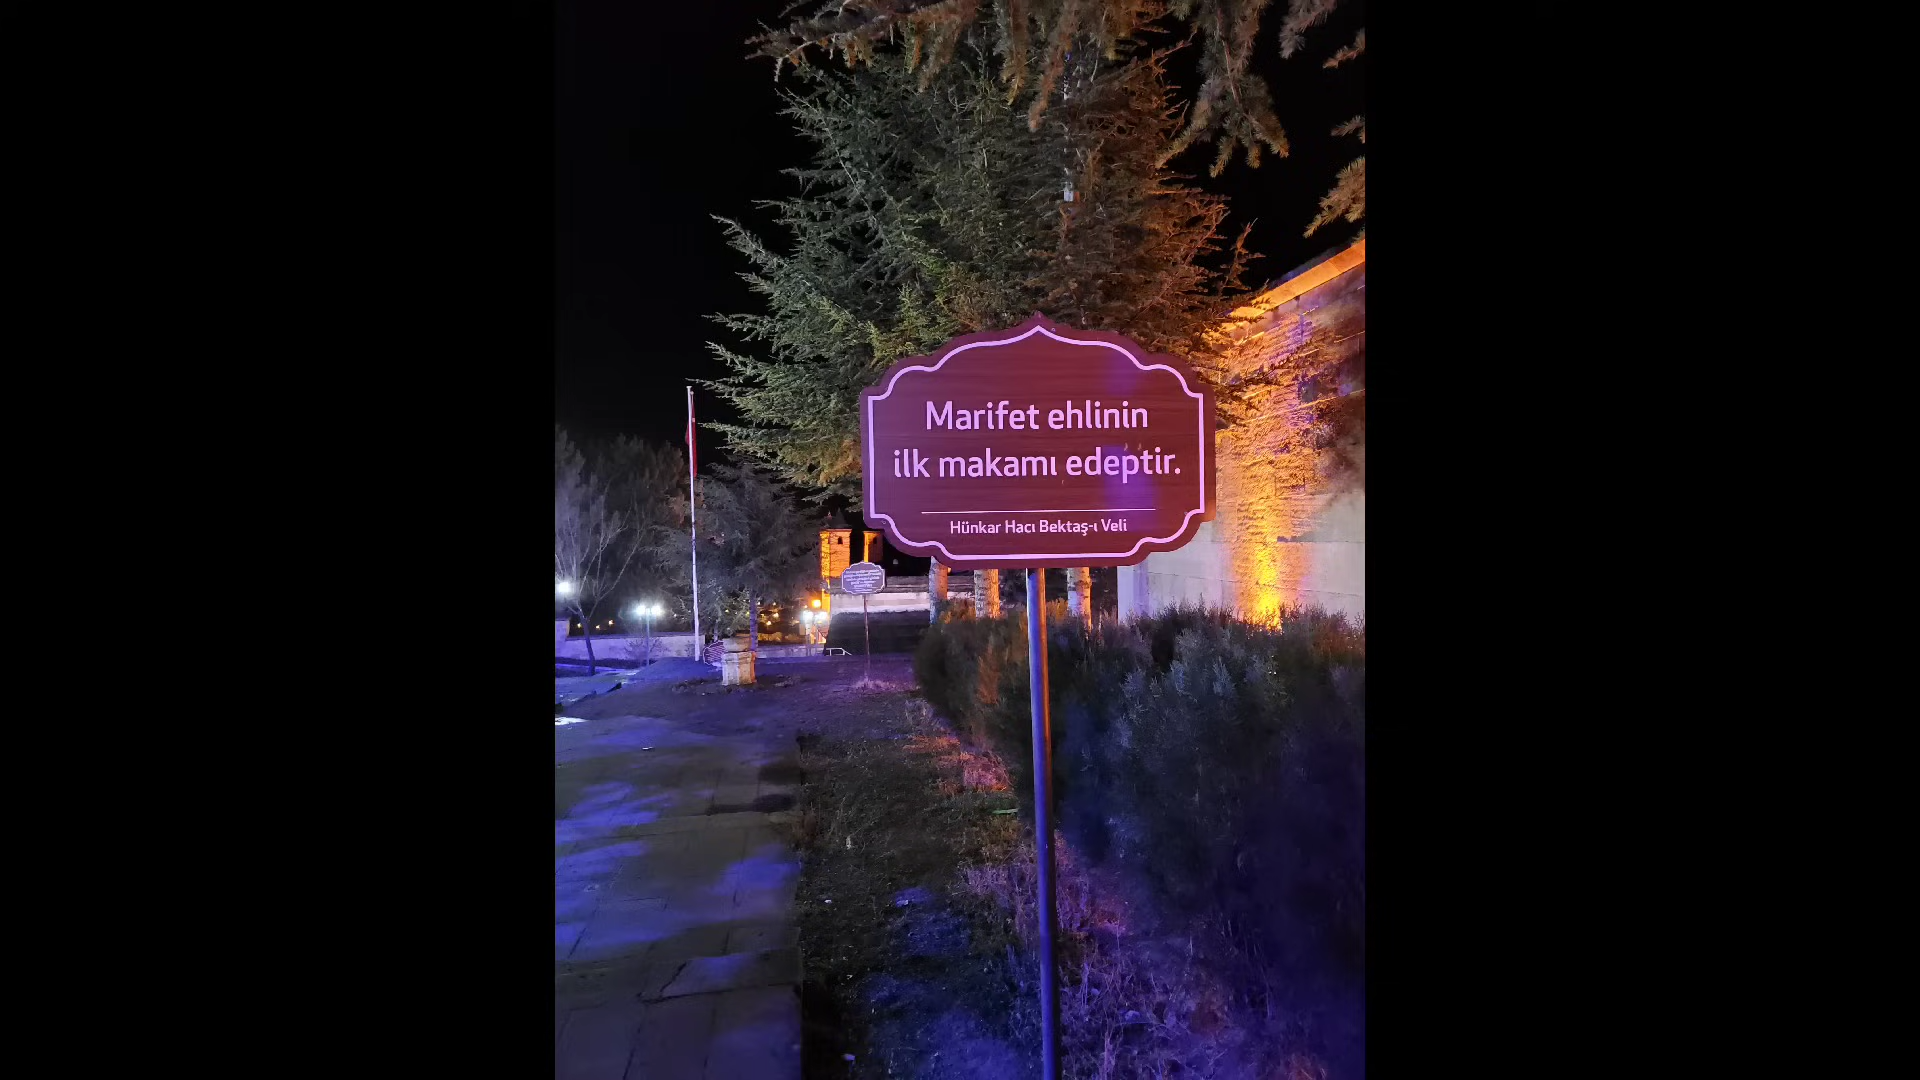 Marifet ehlinin
ilk makamı edeptir.
Hünkar Hacı Bektaş-ı Veli